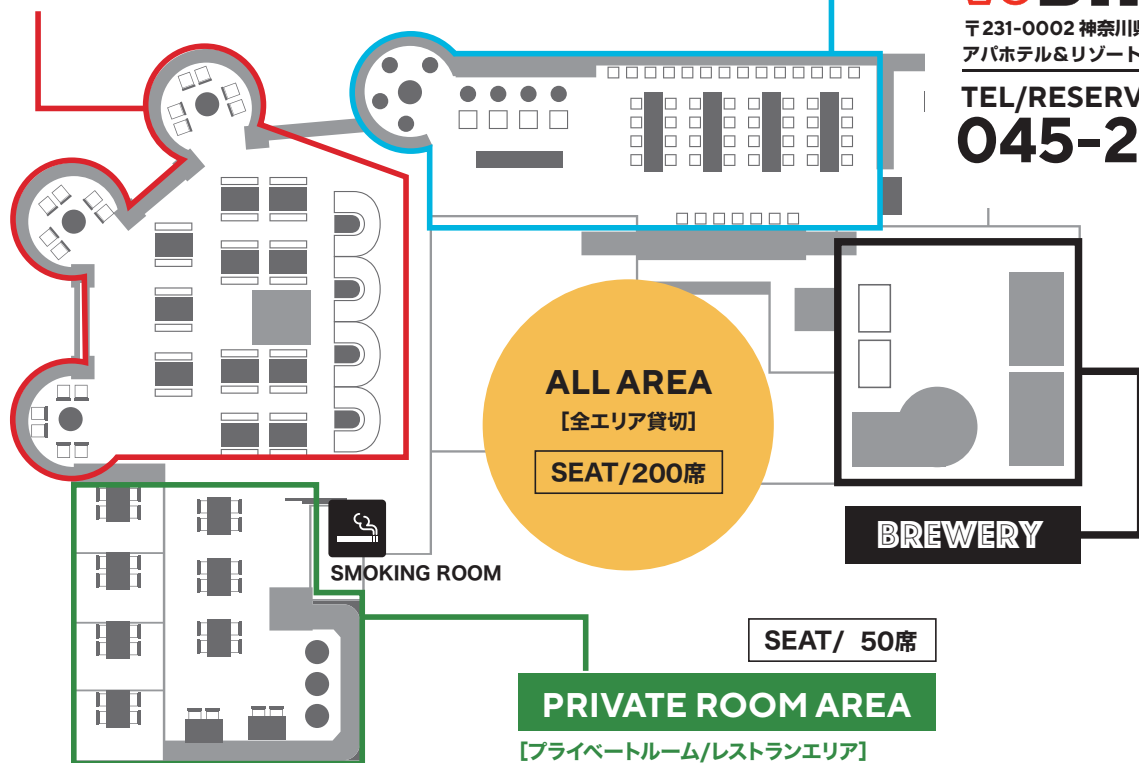 〒231-0002 神奈川県
アパホテル&リゾート
TEL/RESERV
045-2
ALL AREA
[全エリア貸切]
SEAT/200席
BREWERY
SMOKING ROOM
SEAT/ 50席
PRIVATE ROOM AREA
[プライベートルーム/レストランエリア]